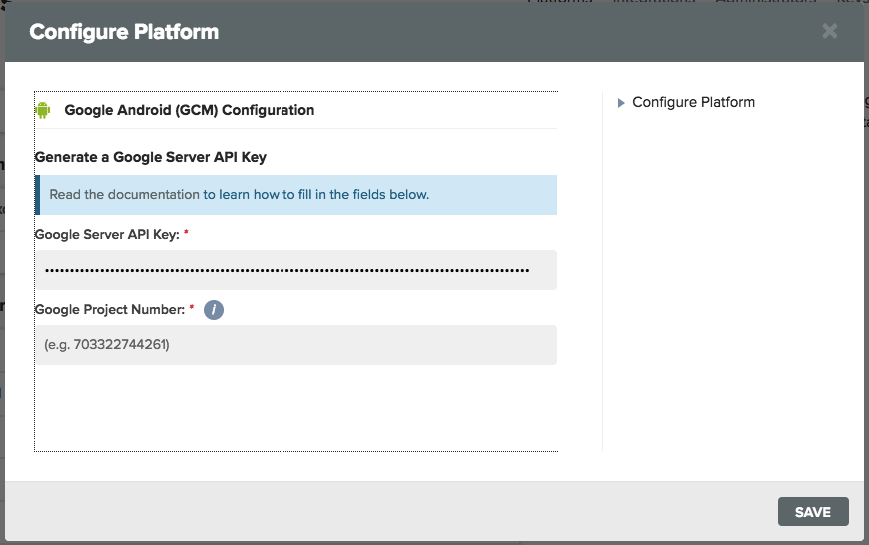 Configure Platform
Google Android (GCM) Configuration
Configure Platform
Generate a Google Server API Key
Read the documentation to learn how to fill in the fields below.
Google Server API Key: *
Google Project Number: * i
(e.g. 703322744261)
SAVE